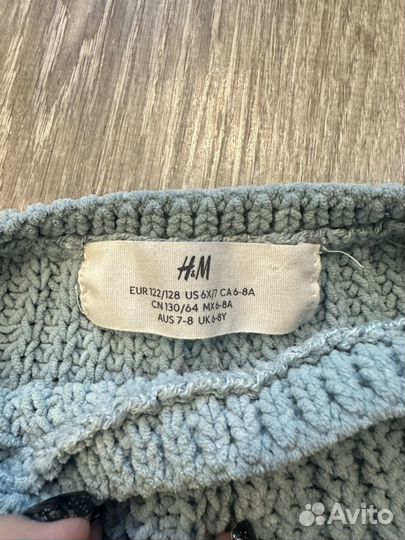 H&M
EUR 122/128 US 6X/7 CA 6-8A
CN 130/64 MX 6-8A
AUS 7-8 UK 6-8Y
Avito